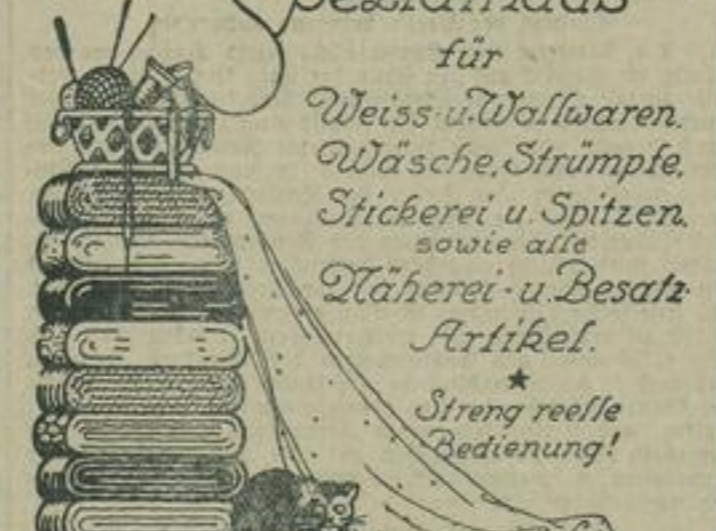 für
Weiss- u. Wollwaren,
Wäsche, Strümpfe,
Stickerei u. Spitzen,
sowie alle
Näherei- u. Besatz-
Artikel.
Streng reelle
Bedienung!